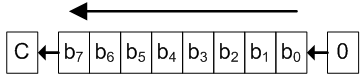 C b₇ b₆ b₅ b₄ b₃ b₂ b₁ b₀ 0